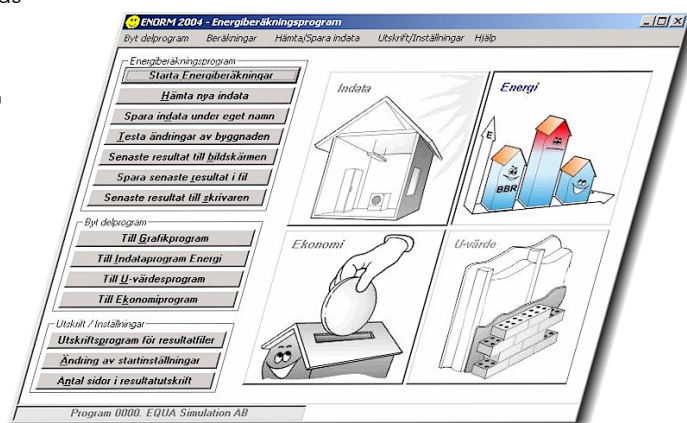 ENORM 2004 - Energiberäkningsprogram
Byt delprogram Beräkningar Hämta/Spara indata Utskrift/Inställningar Hjälp
Energiberäkningsprogram
Starta Energiberäkningar
Hämta nya indata
Spara indata under eget namn
Testa ändringar av byggnaden
Senaste resultat till bildskärmen
Spara senaste resultat i fil
Senaste resultat till skrivaren
Byt delprogram
Till Grafikprogram
Till Indataprogram Energi
Till U-värdesprogram
Till Ekonomiprogram
Utskrift / Inställningar
Utskriftsprogram för resultatfiler
Ändring av startinställningar
Antal sidor i resultatutskrift
Indata
Energi
E
BBR
Ekonomi
U-värde
Program 0000. EQUA Simulation AB